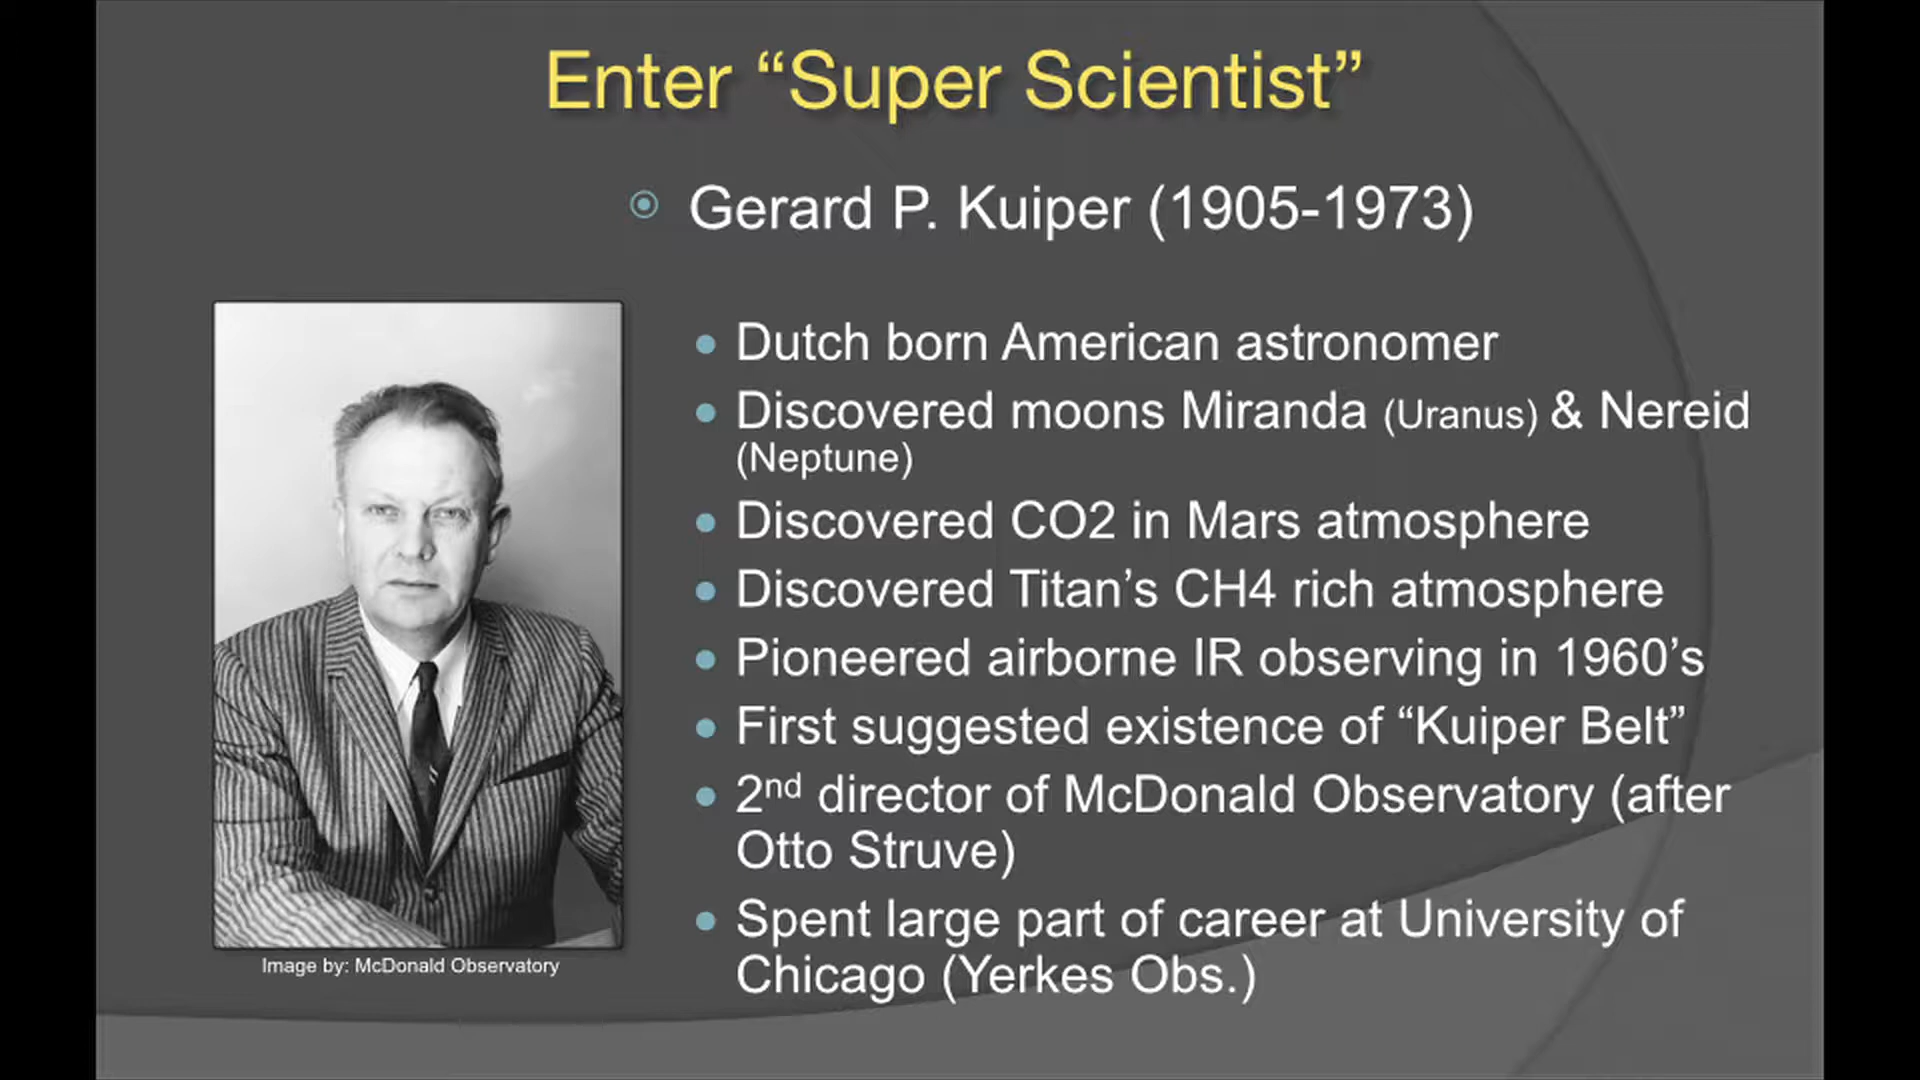 Enter “Super Scientist”
Gerard P. Kuiper (1905-1973)
Dutch born American astronomer
Discovered moons Miranda (Uranus) & Nereid
(Neptune)
Discovered CO2 in Mars atmosphere
Discovered Titan’s CH4 rich atmosphere
Pioneered airborne IR observing in 1960’s
First suggested existence of “Kuiper Belt”
2nd director of McDonald Observatory (after
Otto Struve)
Spent large part of career at University of
Chicago (Yerkes Obs.)
Image by: McDonald Observatory